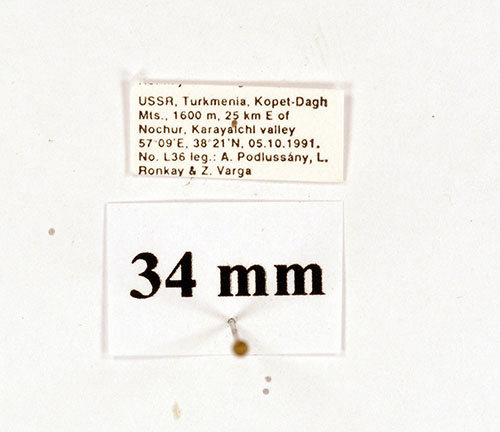 USSR, Turkmenia, Kopet-Dagh
Mts., 1600 m, 25 km E of
Nochur, Karayalchi valley
57°09'E, 38°21'N, 05.10.1991.
No. L36 leg.: A. Podlussány, L.
Ronkay & Z. Varga
34 mm